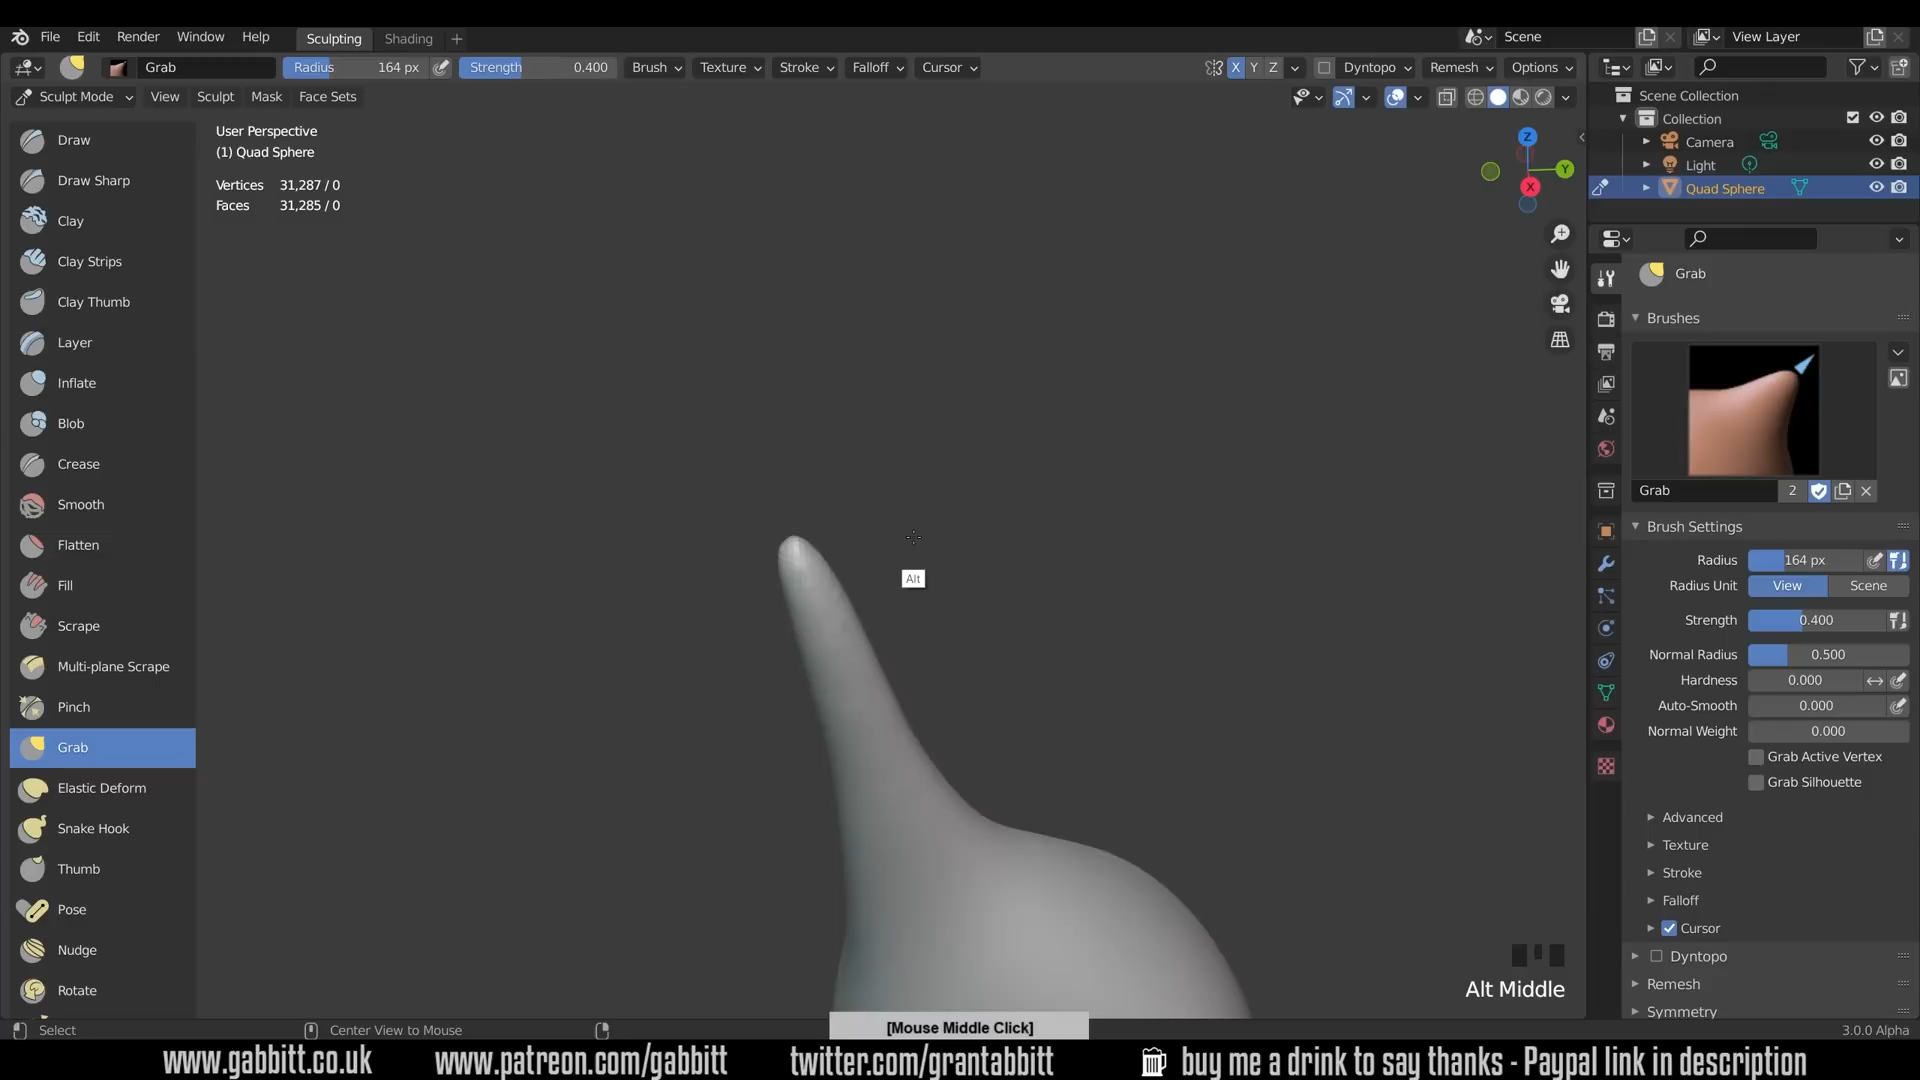 File Edit Render Window Help Sculpting Shading + Scene View Layer
Grab Radius 164 px Strength 0.400 Brush Texture Stroke Falloff Cursor X Y Z Dyntopo Remesh Options
Sculpt Mode View Sculpt Mask Face Sets
User Perspective
(1) Quad Sphere
Vertices 31,287 / 0
Faces 31,285 / 0
Draw
Draw Sharp
Clay
Clay Strips
Clay Thumb
Layer
Inflate
Blob
Crease
Smooth
Flatten
Fill
Scrape
Multi-plane Scrape
Pinch
Grab
Elastic Deform
Snake Hook
Thumb
Pose
Nudge
Rotate
Z
Y
X
Alt
Alt Middle
Scene Collection
Collection
Camera
Light
Quad Sphere
Grab
Brushes
Grab 2
Brush Settings
Radius 164 px
Radius Unit View Scene
Strength 0.400
Normal Radius 0.500
Hardness 0.000
Auto-Smooth 0.000
Normal Weight 0.000
Grab Active Vertex
Grab Silhouette
Advanced
Texture
Stroke
Falloff
Cursor
Dyntopo
Remesh
Symmetry
Select Center View to Mouse [Mouse Middle Click] 3.0.0 Alpha
www.gabbitt.co.uk www.patreon.com/gabbitt twitter.com/grantabbitt buy me a drink to say thanks - Paypal link in description